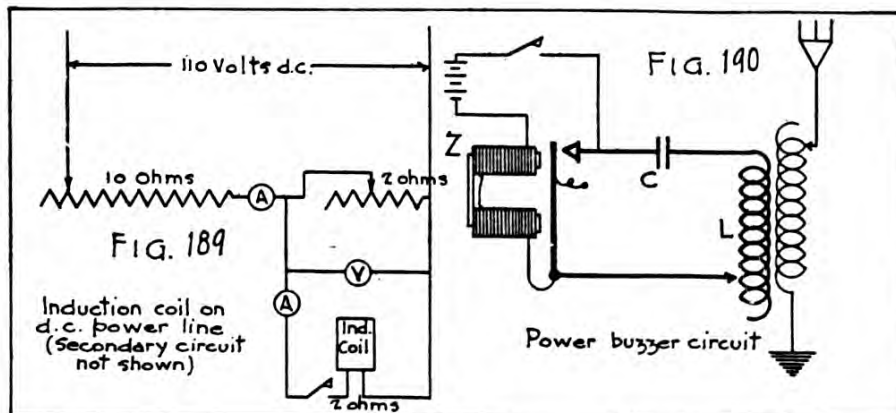 110 Volts d.c.
10 Ohms
A
2 ohms
FIG. 189
V
A
Induction coil on
d.c. power line
(Secondary circuit
not shown)
Ind.
Coil
2 ohms
FIG. 190
Z
C
L
Power buzzer circuit